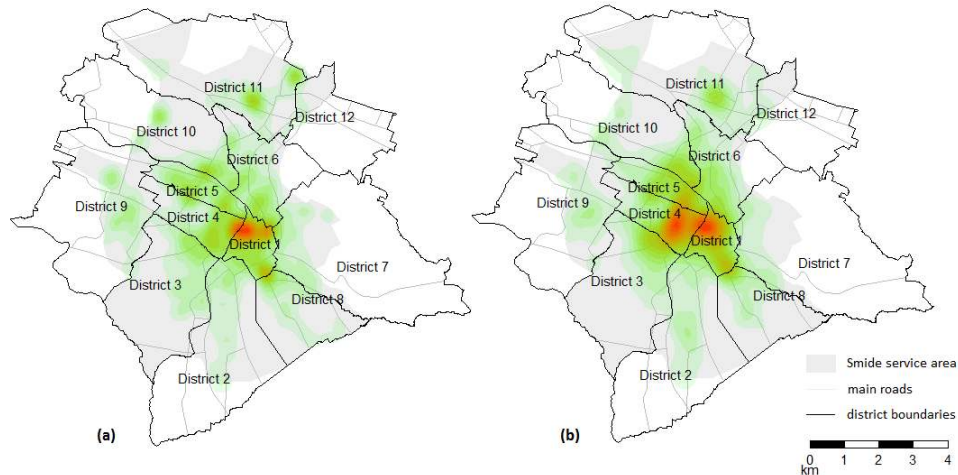 District 11
District 12
District 10
District 6
District 5
District 9
District 4
District 1
District 7
District 3
District 8
District 2
(a)
District 11
District 12
District 10
District 6
District 5
District 9
District 4
District 1
District 7
District 3
District 8
District 2
(b)
Smide service area
main roads
district boundaries
0 1 2 3 4
km